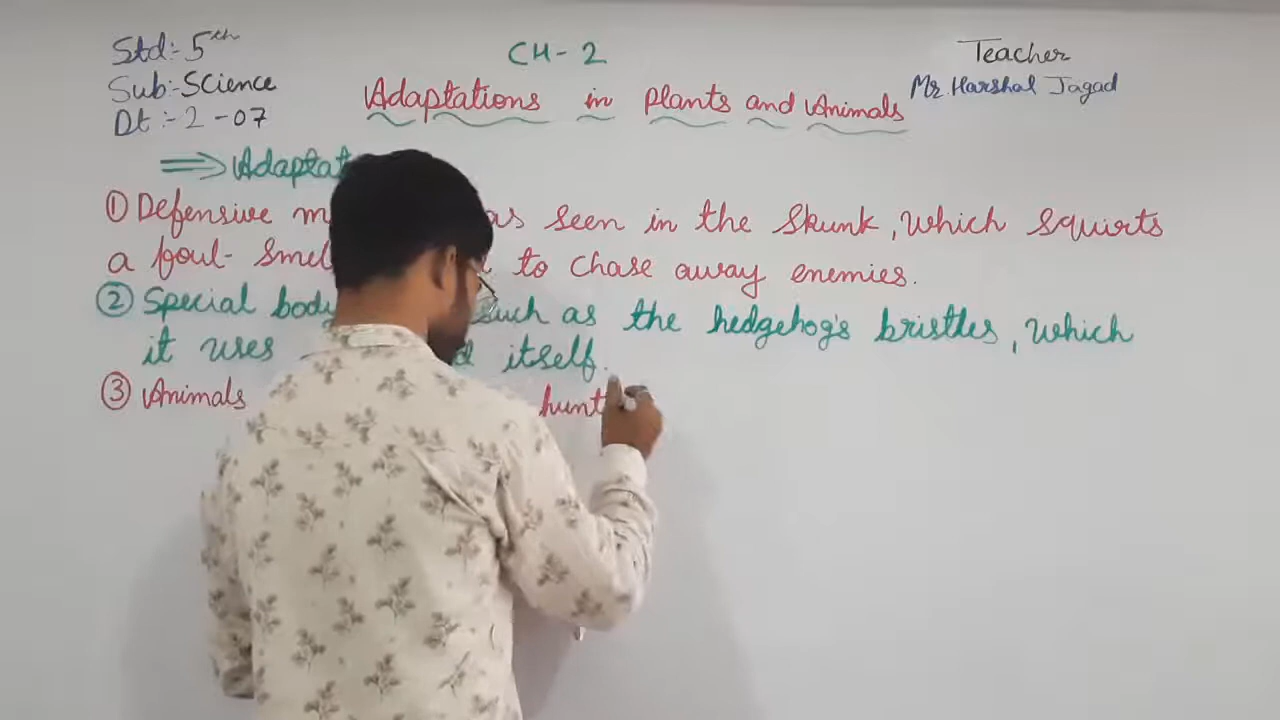 Std:- 5th
CH- 2
Teacher
Sub:-Science
Adaptations in plants and Animals
Mr. Harshal Jagad
Dt :- 2 -07
⇒ Adaptat
① Defensive m as seen in the skunk, which squirts
a foul- smel to chase away enemies.
② Special body such as the hedgehog's bristles, which
it uses itself.
③ Animals hunt